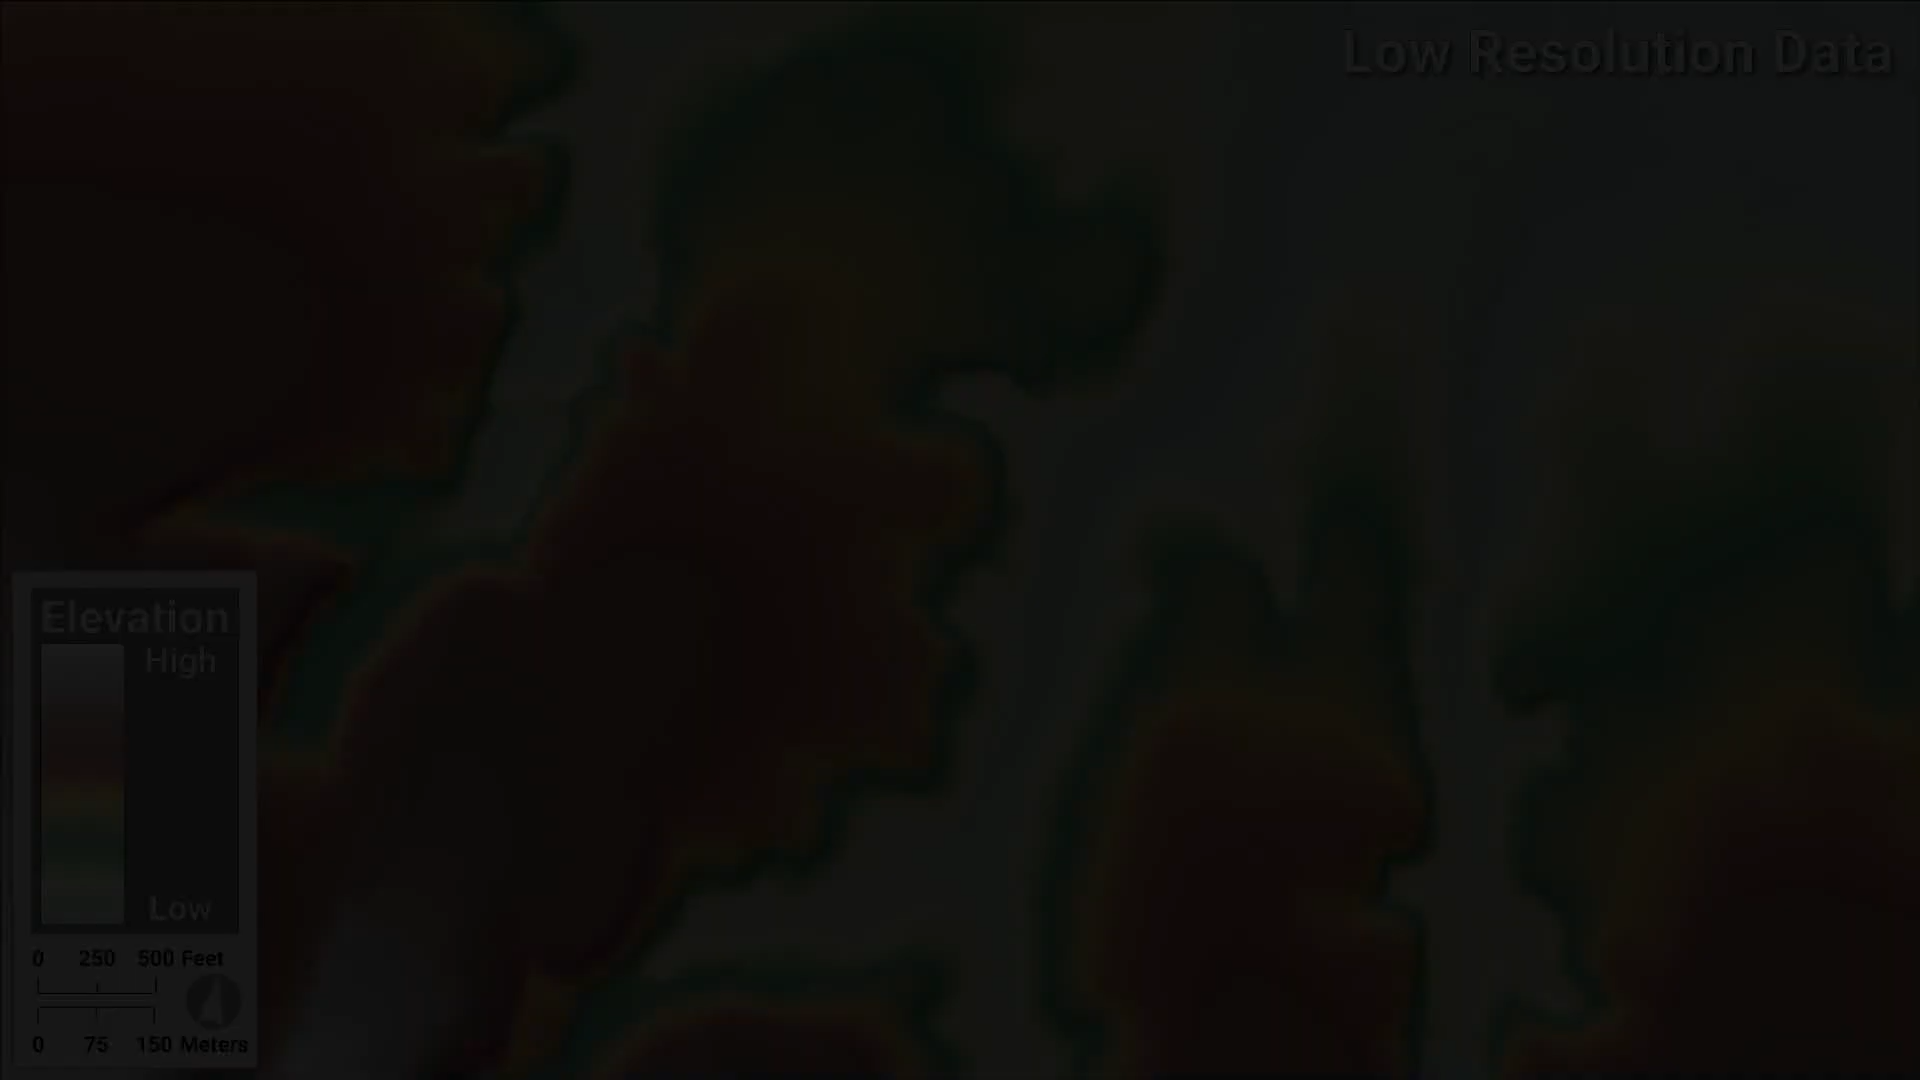 Low Resolution Data
Elevation
High
Low
0 250 500 Feet
0 75 150 Meters